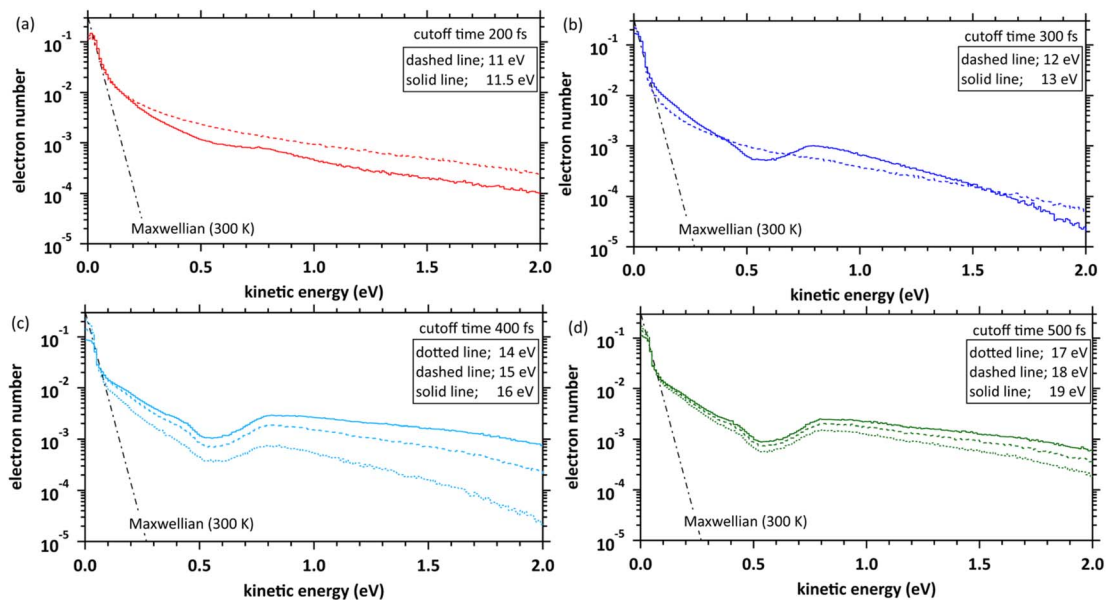 (a)
electron number
10-1
10-2
10-3
10-4
10-5
cutoff time 200 fs
dashed line; 11 eV
solid line; 11.5 eV
Maxwellian (300 K)
0.0 0.5 1.0 1.5 2.0
kinetic energy (eV)
(b)
electron number
10-1
10-2
10-3
10-4
10-5
cutoff time 300 fs
dashed line; 12 eV
solid line; 13 eV
Maxwellian (300 K)
0.0 0.5 1.0 1.5 2.0
kinetic energy (eV)
(c)
electron number
10-1
10-2
10-3
10-4
10-5
cutoff time 400 fs
dotted line; 14 eV
dashed line; 15 eV
solid line; 16 eV
Maxwellian (300 K)
0.0 0.5 1.0 1.5 2.0
kinetic energy (eV)
(d)
electron number
10-1
10-2
10-3
10-4
10-5
cutoff time 500 fs
dotted line; 17 eV
dashed line; 18 eV
solid line; 19 eV
Maxwellian (300 K)
0.0 0.5 1.0 1.5 2.0
kinetic energy (eV)